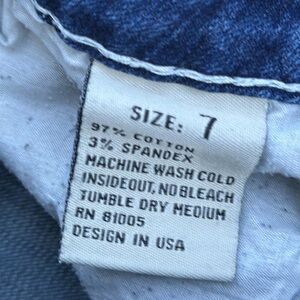 SIZE: 7
97% COTTON
3% SPANDEX
MACHINE WASH COLD
INSIDEOUT, NO BLEACH
TUMBLE DRY MEDIUM
RN 81005
DESIGN IN USA